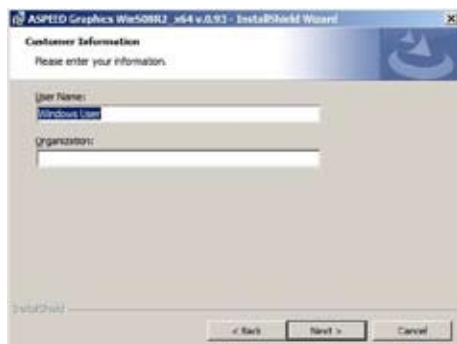 ASPEED Graphics WinS08R2_x64 v.0.93 - InstallShield Wizard
Customer Information
Please enter your information.
User Name:
Windows User
Organization:
InstallShield
< Back
Next >
Cancel